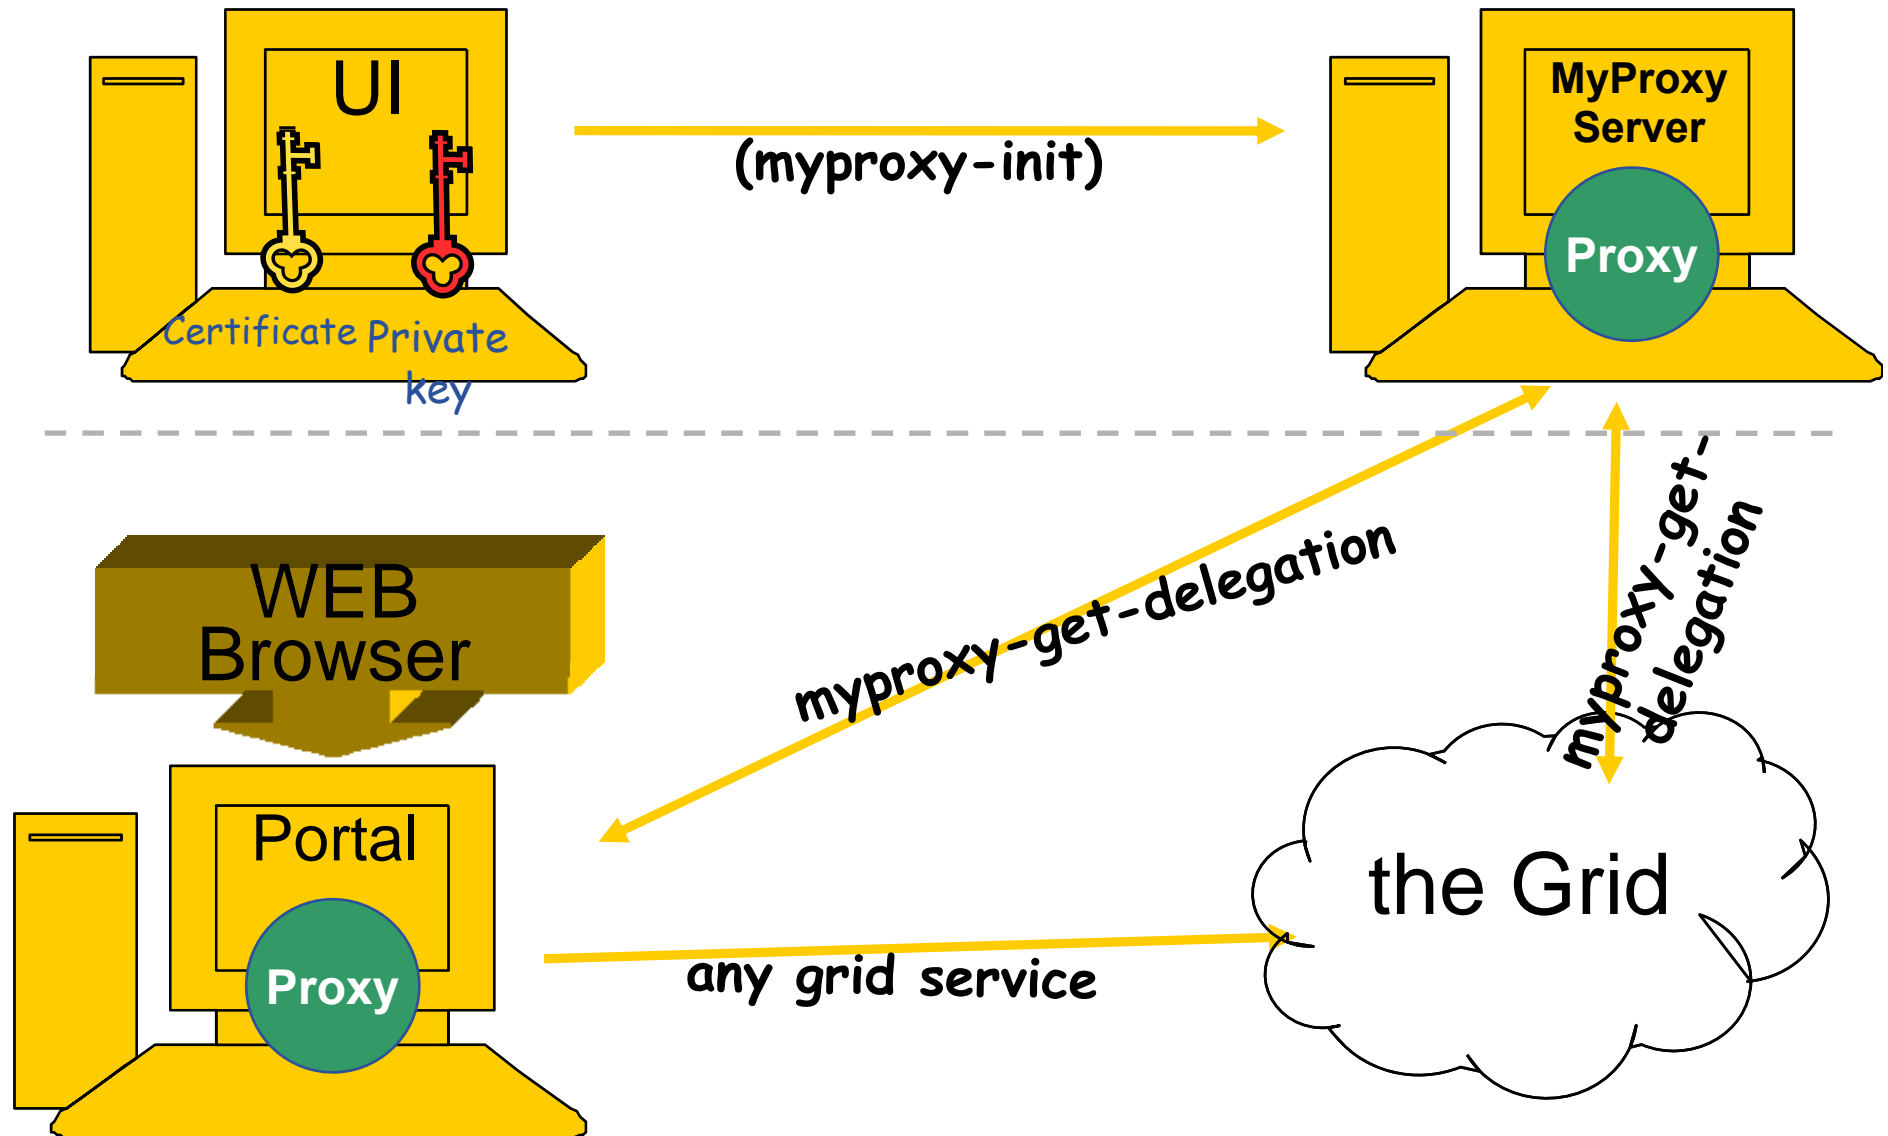 UI
Certificate
Private
key
(myproxy-init)
MyProxy
Server
Proxy
WEB
Browser
myproxy-get-delegation
myproxy-get-
delegation
Portal
Proxy
any grid service
the Grid